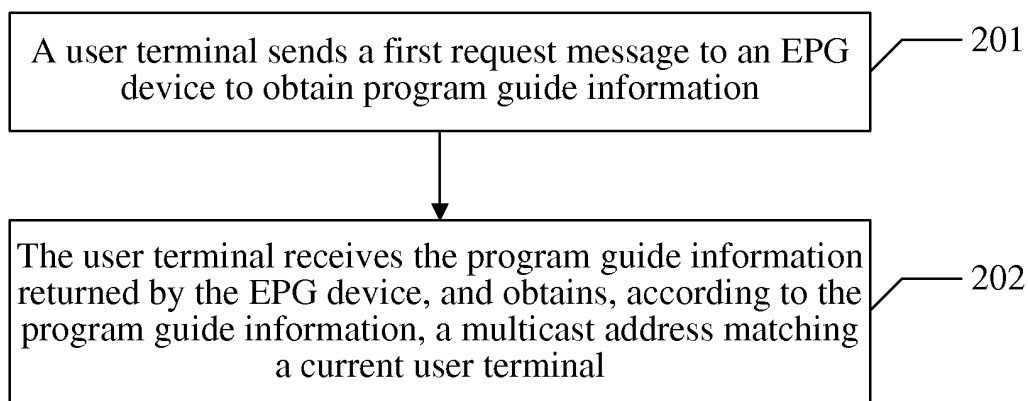 A user terminal sends a first request message to an EPG
device to obtain program guide information
201
The user terminal receives the program guide information
returned by the EPG device, and obtains, according to the
program guide information, a multicast address matching
a current user terminal
202